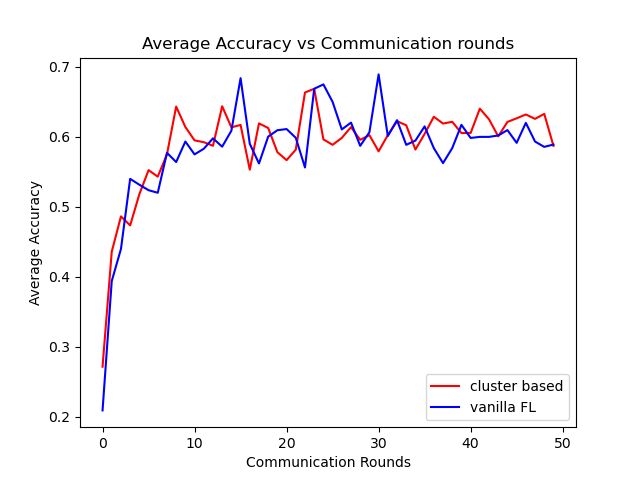 Average Accuracy vs Communication rounds
0.7
0.6
0.5
0.4
0.3
0.2
Average Accuracy
cluster based
vanilla FL
0 10 20 30 40 50
Communication Rounds